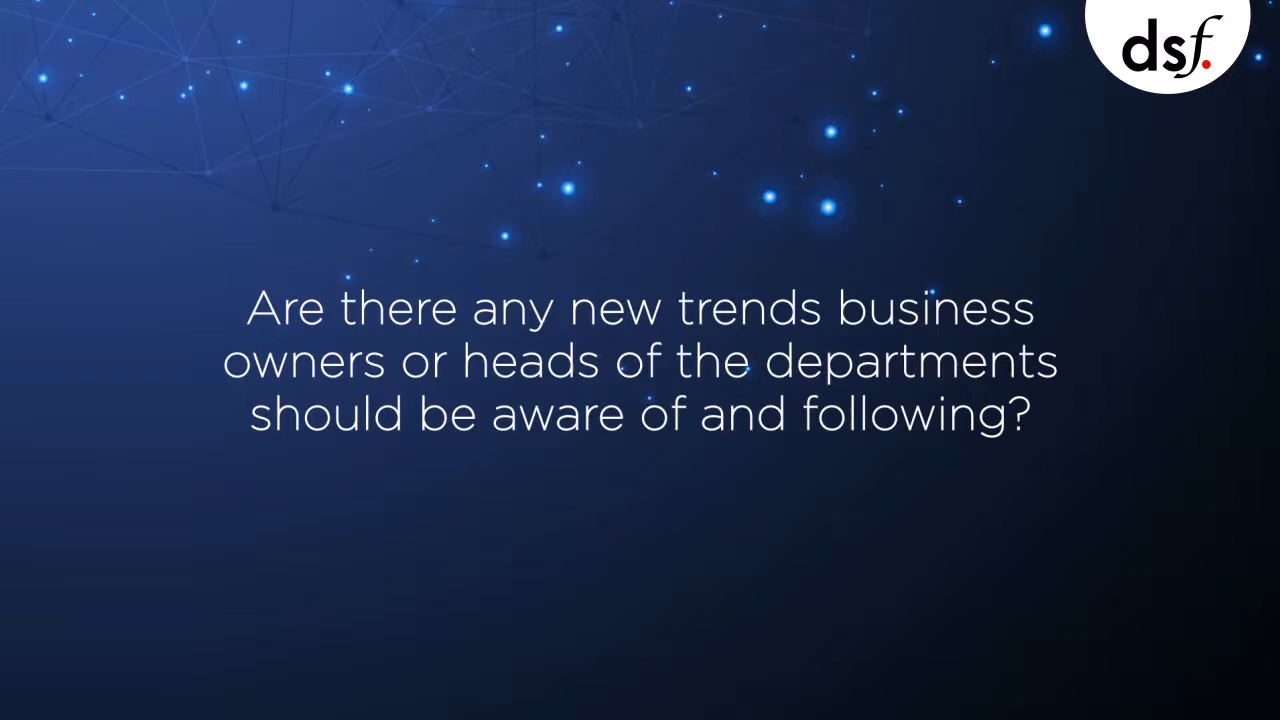 dsf.
Are there any new trends business
owners or heads of the departments
should be aware of and following?